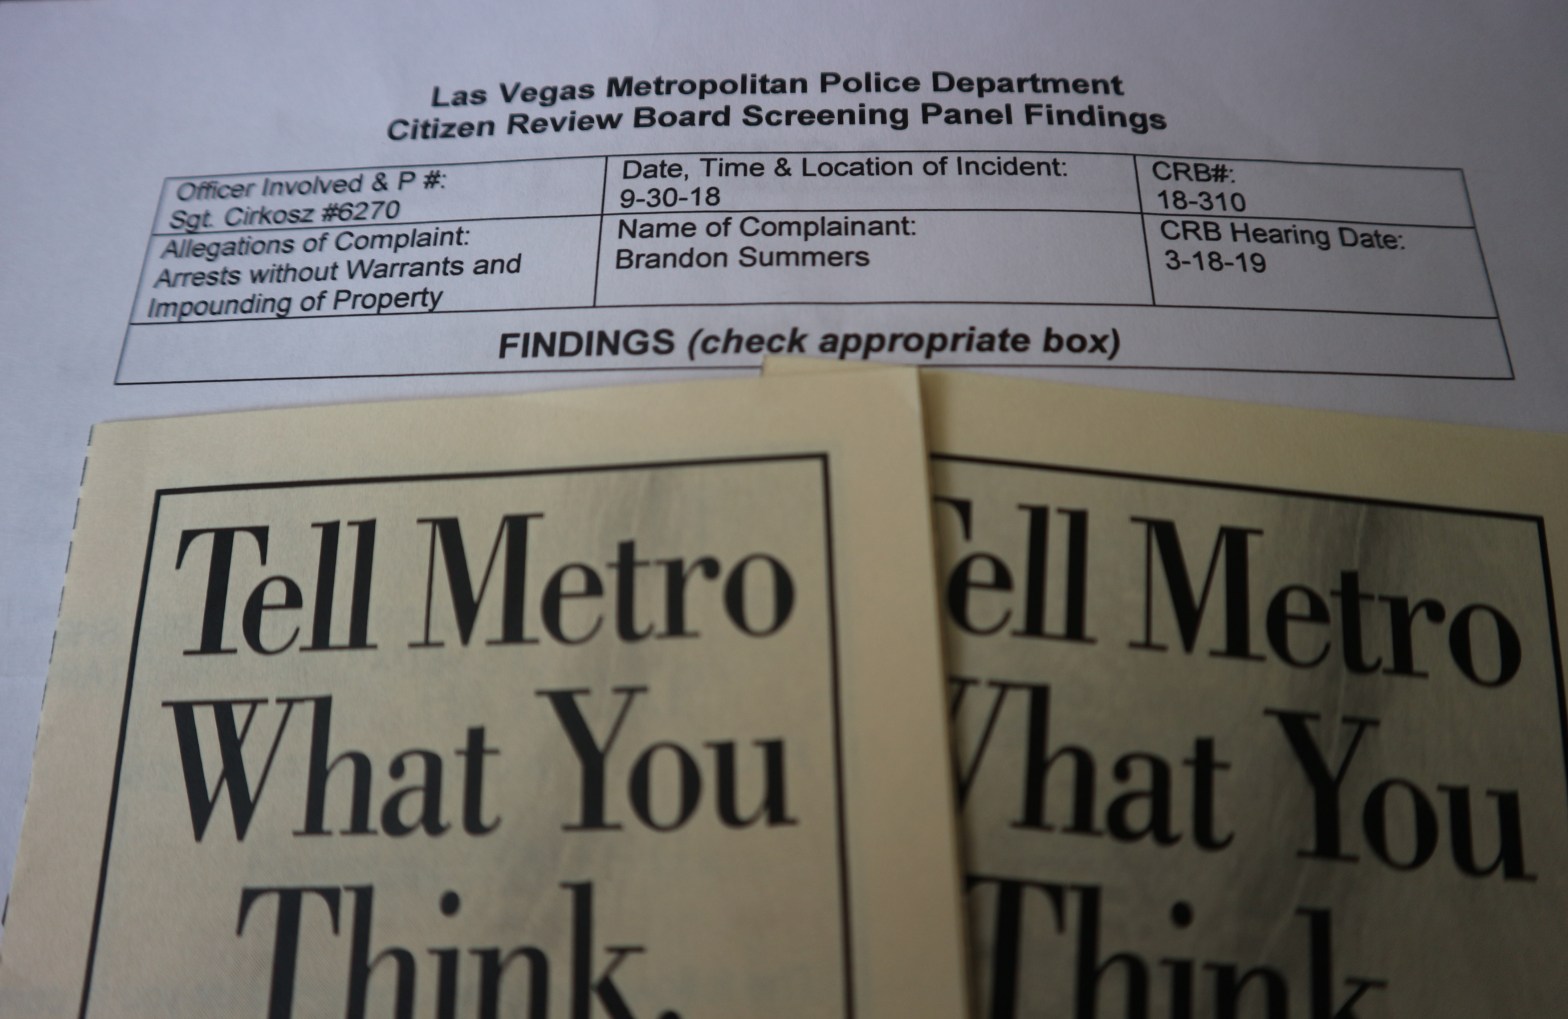 Las Vegas Metropolitan Police Department
Citizen Review Board Screening Panel Findings
Officer Involved & P #:
Sgt. Cirkosz #6270
Date, Time & Location of Incident:
9-30-18
CRB#:
18-310
Allegations of Complaint:
Arrests without Warrants and
Impounding of Property
Name of Complainant:
Brandon Summers
CRB Hearing Date:
3-18-19
FINDINGS (check appropriate box)
Tell Metro
What You
Think.
Tell Metro
What You
Think